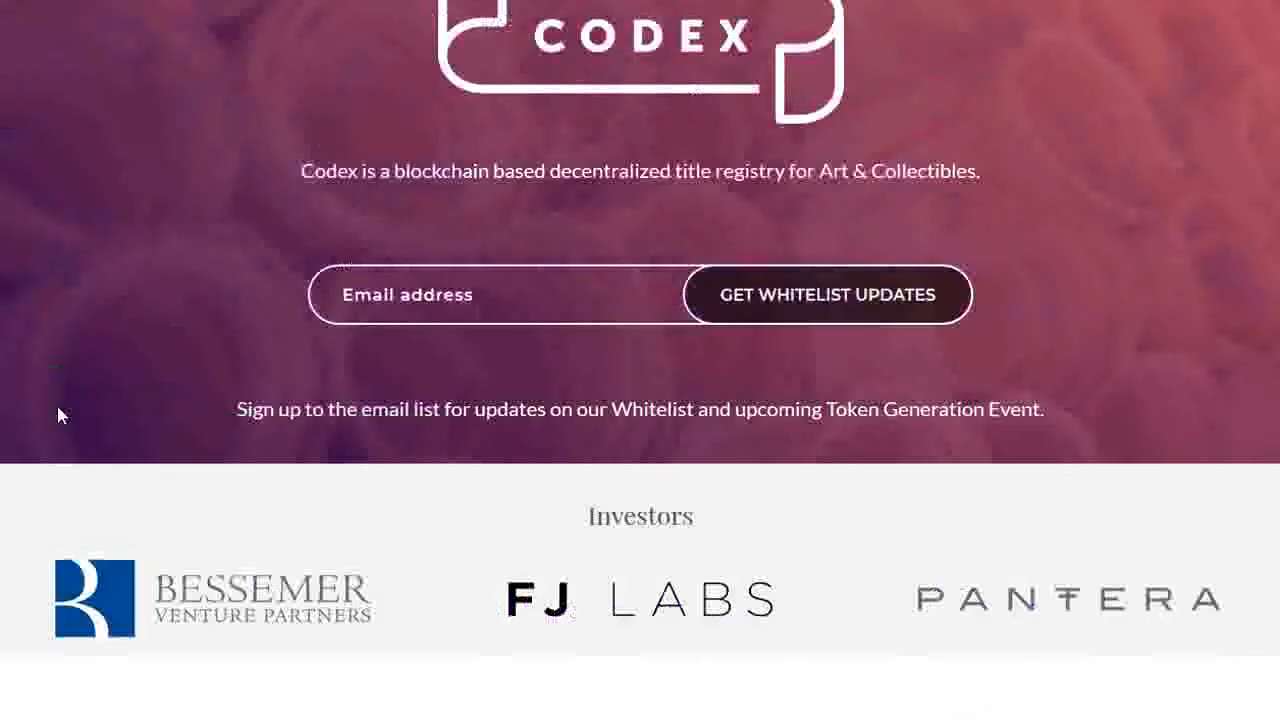 CODEX
Codex is a blockchain based decentralized title registry for Art & Collectibles.
Email address
GET WHITELIST UPDATES
Sign up to the email list for updates on our Whitelist and upcoming Token Generation Event.
Investors
BESSEMER
VENTURE PARTNERS
FJ LABS
PANTERA